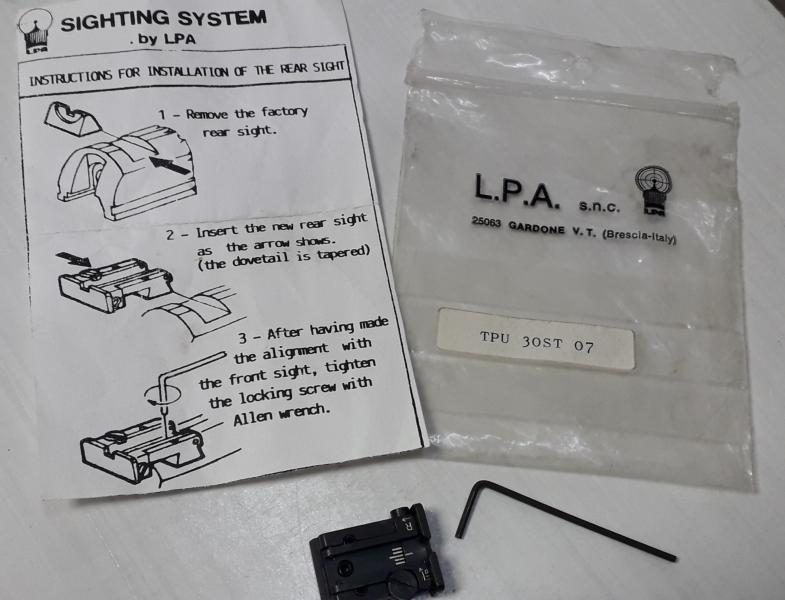 LPA
SIGHTING SYSTEM
. by LPA
INSTRUCTIONS FOR INSTALLATION OF THE REAR SIGHT
1 - Remove the factory
rear sight.
2 - Insert the new rear sight
as the arrow shows.
(the dovetail is tapered)
3 - After having made
the alignment with
the front sight, tighten
the locking screw with
Allen wrench.
L.P.A. s.n.c.
LPA
25063 GARDONE V.T. (Brescia-Italy)
TPU 30ST 07
R